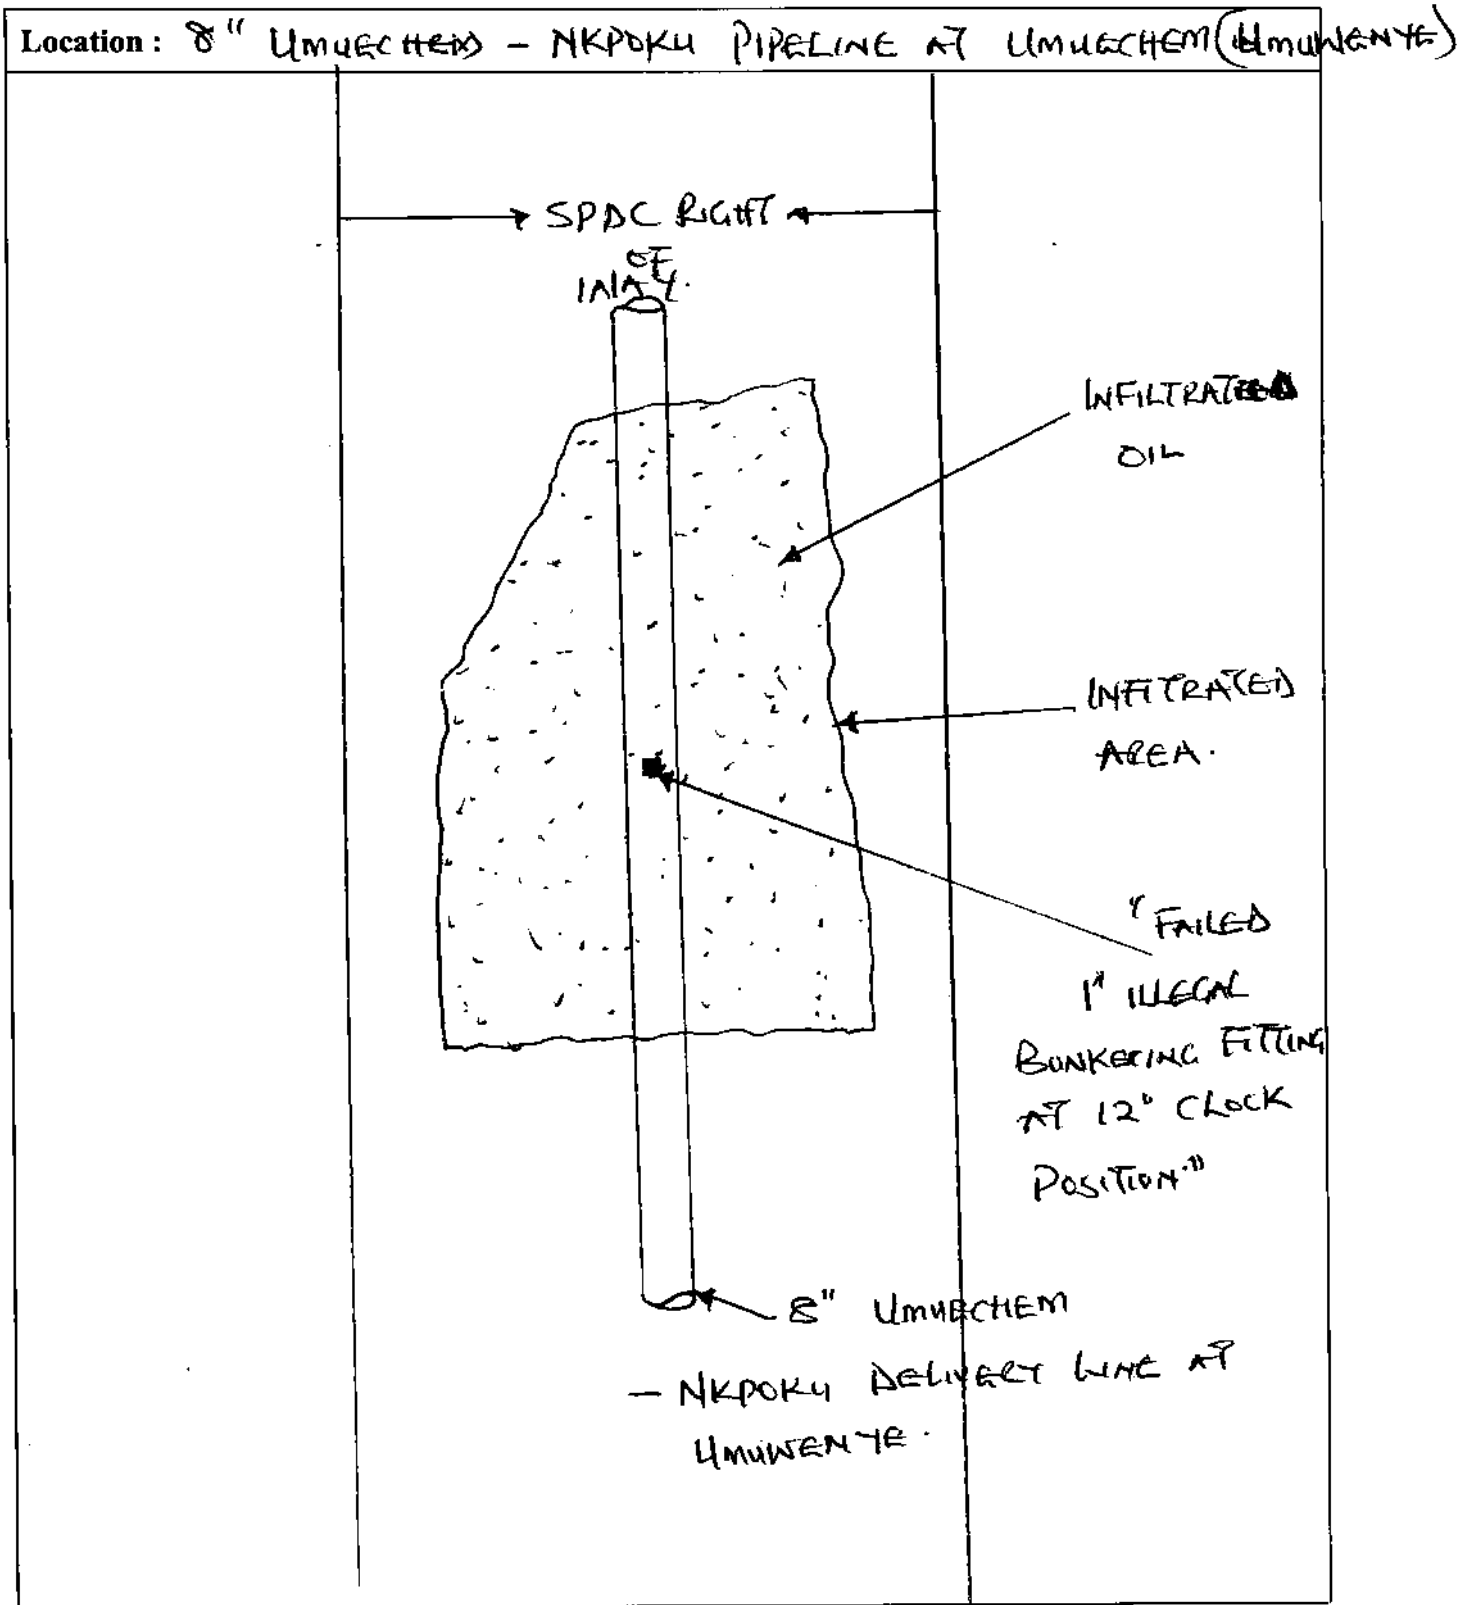 Location : 8" UMUECHEM - NKPOKU PIPELINE AT UMUECHEM (UMUWENYE)
SPDC RIGHT
OF
WAY.
INFILTRATED
OIL
INFITRATED
AREA.
"FAILED
1" ILLEGAL
BUNKERING FITTING
AT 12" CLOCK
POSITION."
8" UMUECHEM
- NKPOKU DELIVERY LINE AT
UMUWENYE.